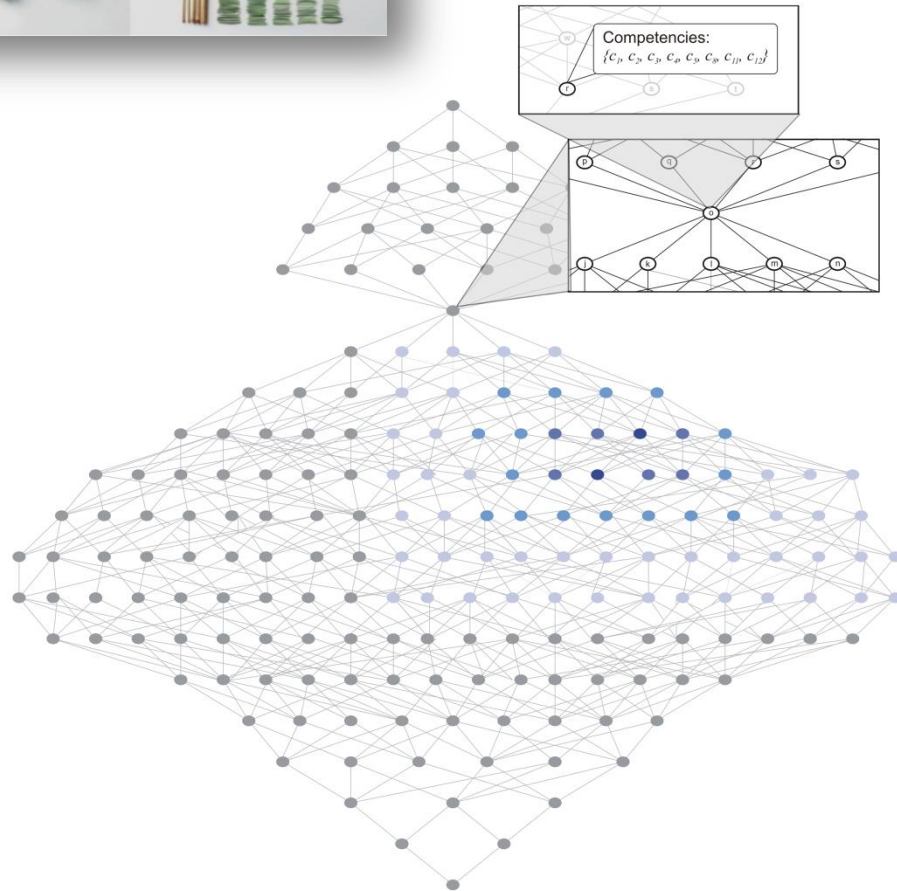 w
Competencies:
{c₁, c₂, c₃, c₄, c₅, c₈, c₁₁, c₁₂}
r s t
p q r s
o
j k l m n